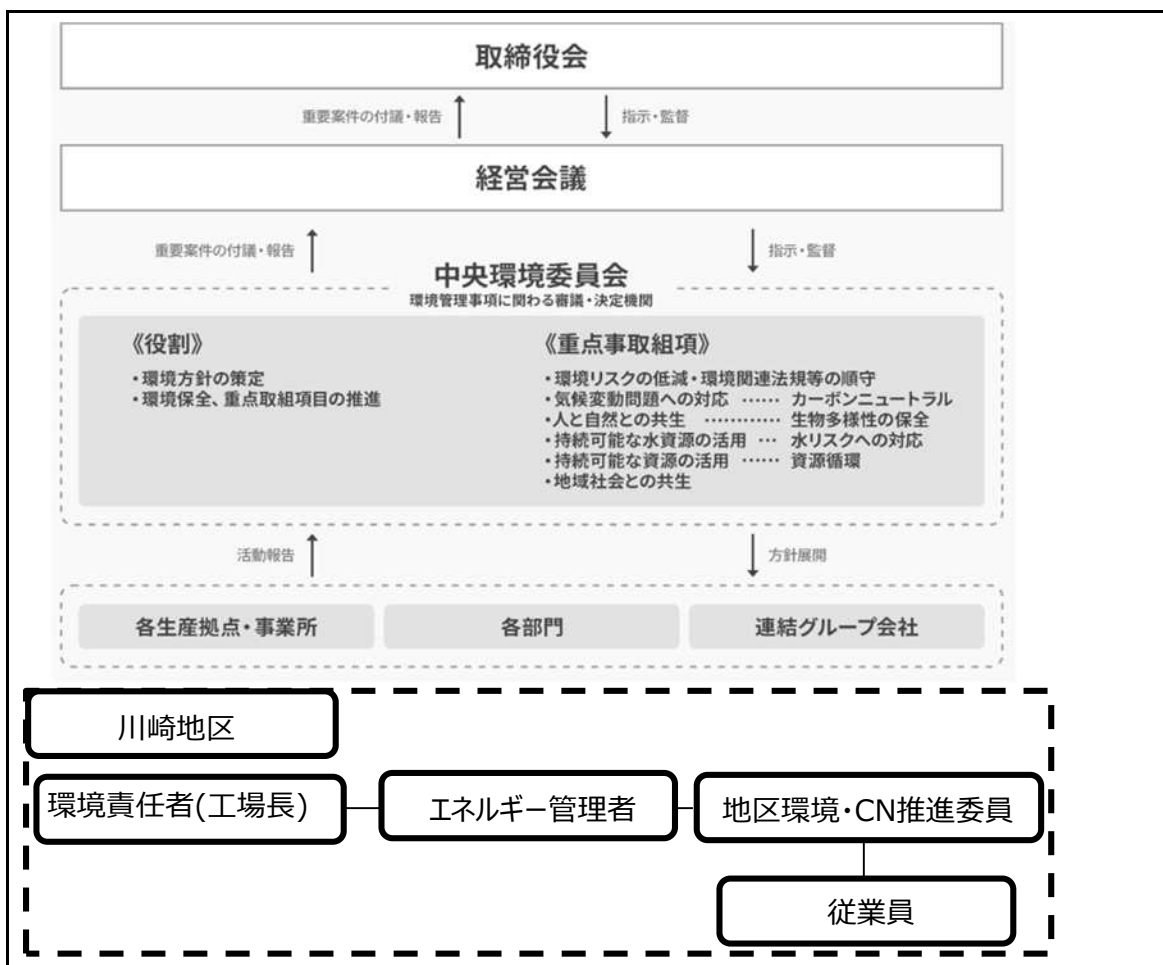 取締役会
重要案件の付議・報告
指示・監督
経営会議
重要案件の付議・報告
指示・監督
中央環境委員会
環境管理事項に関わる審議・決定機関
《役割》
・環境方針の策定
・環境保全、重点取組項目の推進
《重点事取組項》
・環境リスクの低減・環境関連法規等の順守
・気候変動問題への対応 …… カーボンニュートラル
・人と自然との共生 ………… 生物多様性の保全
・持続可能な水資源の活用 … 水リスクへの対応
・持続可能な資源の活用 …… 資源循環
・地域社会との共生
活動報告
方針展開
各生産拠点・事業所
各部門
連結グループ会社
川崎地区
環境責任者(工場長)
エネルギー管理者
地区環境・CN推進委員
従業員